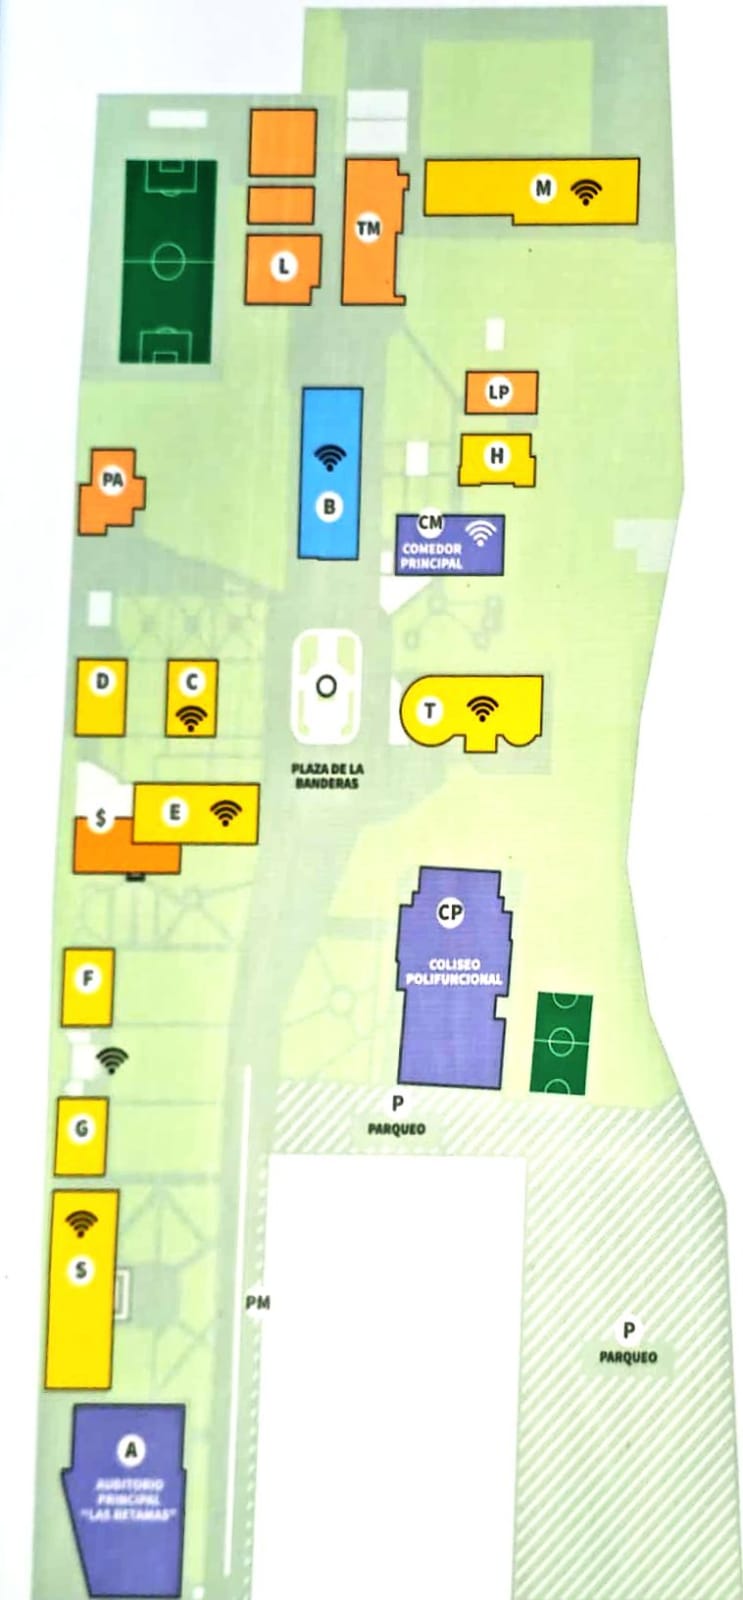 M
TM
L
LP
H
PA
B
CM
COMEDOR
PRINCIPAL
D
C
T
PLAZA DE LA
BANDERAS
E
$
CP
COLISEO
POLIFUNCIONAL
F
P
PARQUEO
G
S
PM
P
PARQUEO
A
AUDITORIO
PRINCIPAL
"LAS RETAMAS"